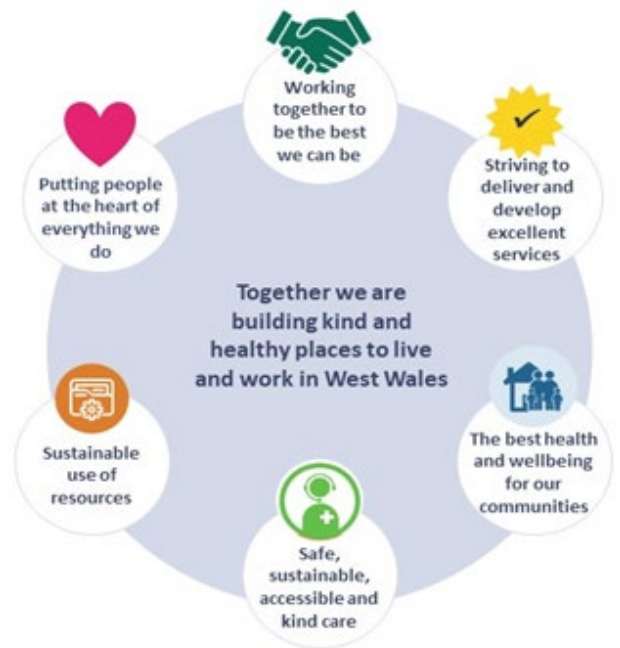 Working
together to
be the best
we can be
Striving to
deliver and
develop
excellent
services
The best health
and wellbeing
for our
communities
Safe,
sustainable,
accessible and
kind care
Sustainable
use of
resources
Putting people
at the heart of
everything we
do
Together we are
building kind and
healthy places to live
and work in West Wales